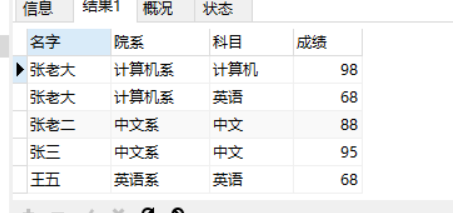 信息 结果1 概况 状态
名字 院系 科目 成绩
张老大 计算机系 计算机 98
张老大 计算机系 英语 68
张老二 中文系 中文 88
张三 中文系 中文 95
王五 英语系 英语 68